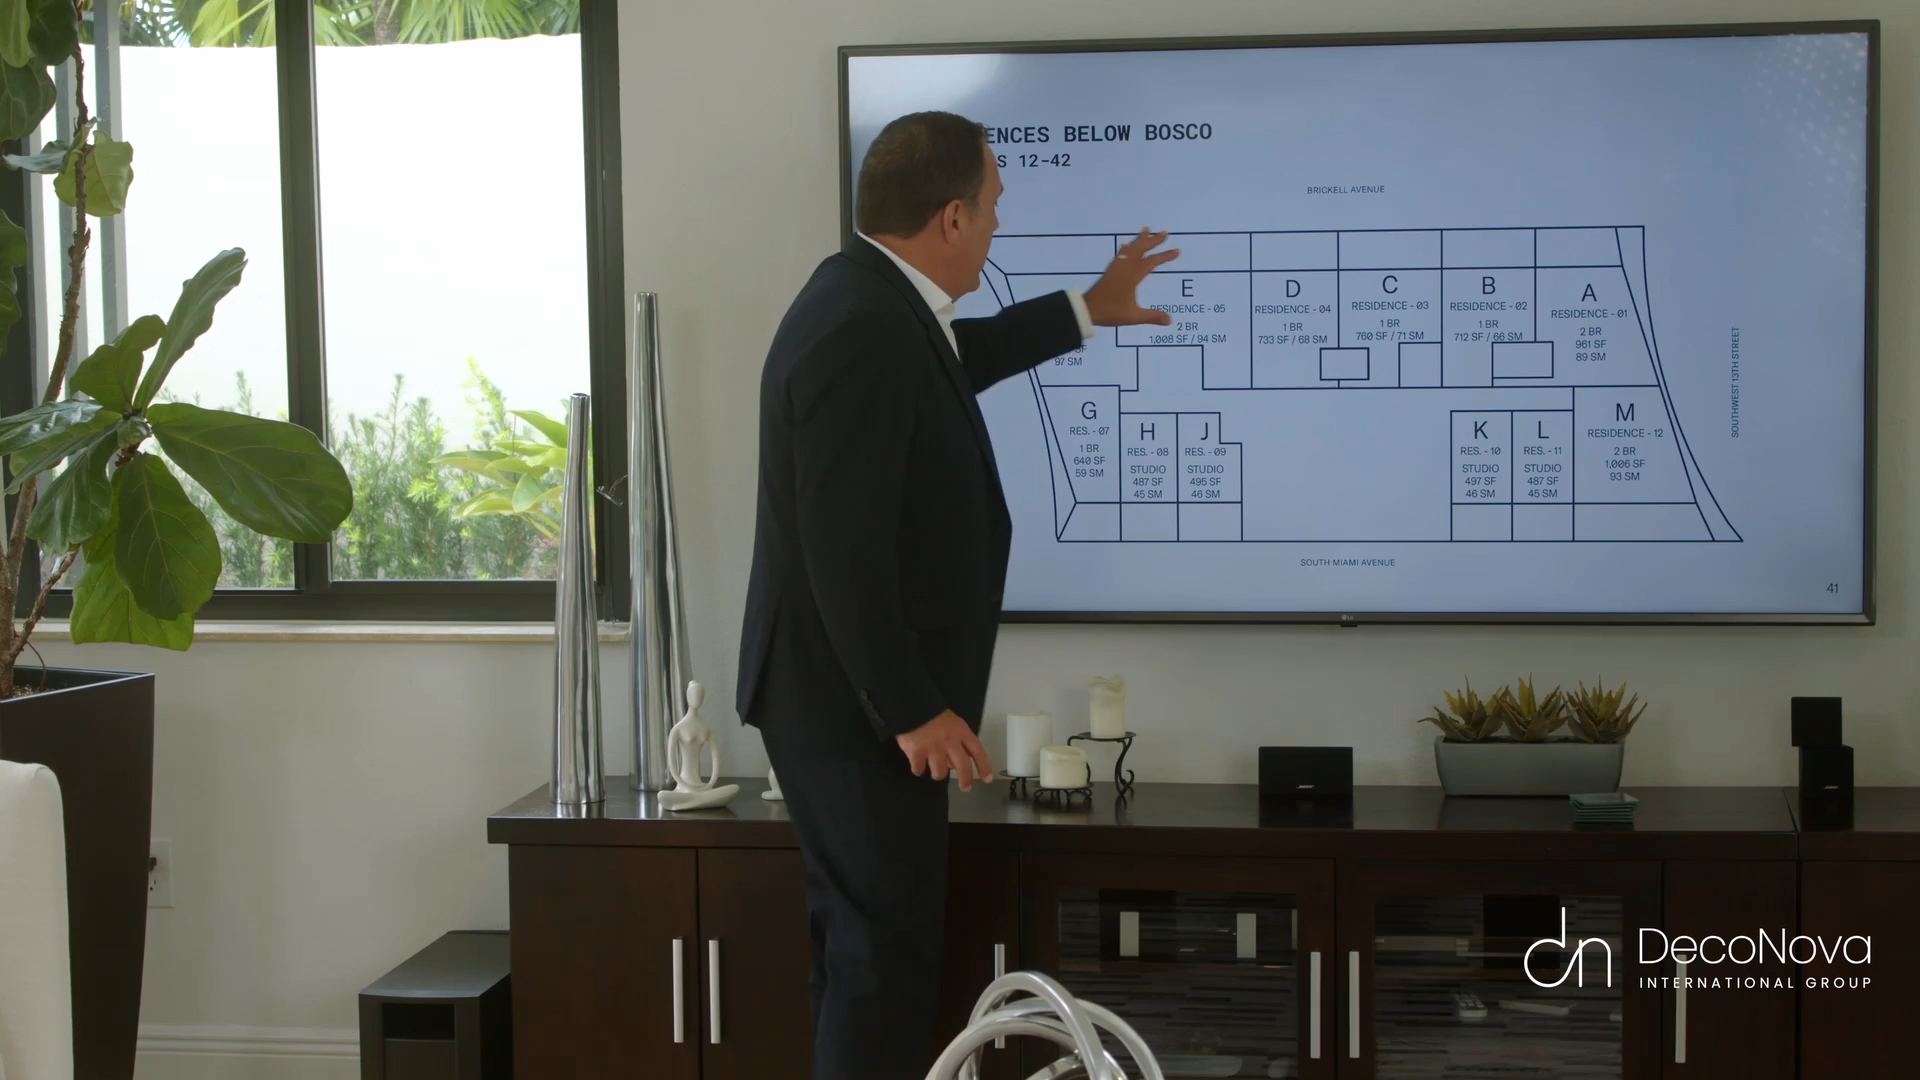 ENCES BELOW BOSCO
S 12-42
BRICKELL AVENUE
E
RESIDENCE - 05
2 BR
1,008 SF / 94 SM
D
RESIDENCE - 04
1 BR
733 SF / 68 SM
C
RESIDENCE - 03
1 BR
760 SF / 71 SM
B
RESIDENCE - 02
1 BR
712 SF / 66 SM
A
RESIDENCE - 01
2 BR
961 SF
89 SM
SF
97 SM
G
RES. - 07
1 BR
640 SF
59 SM
H
RES. - 08
STUDIO
487 SF
45 SM
J
RES. - 09
STUDIO
495 SF
46 SM
K
RES. - 10
STUDIO
497 SF
46 SM
L
RES. - 11
STUDIO
487 SF
45 SM
M
RESIDENCE - 12
2 BR
1,006 SF
93 SM
SOUTHWEST 13TH STREET
SOUTH MIAMI AVENUE
41
LG
BOSE
dn
DecoNova
INTERNATIONAL GROUP